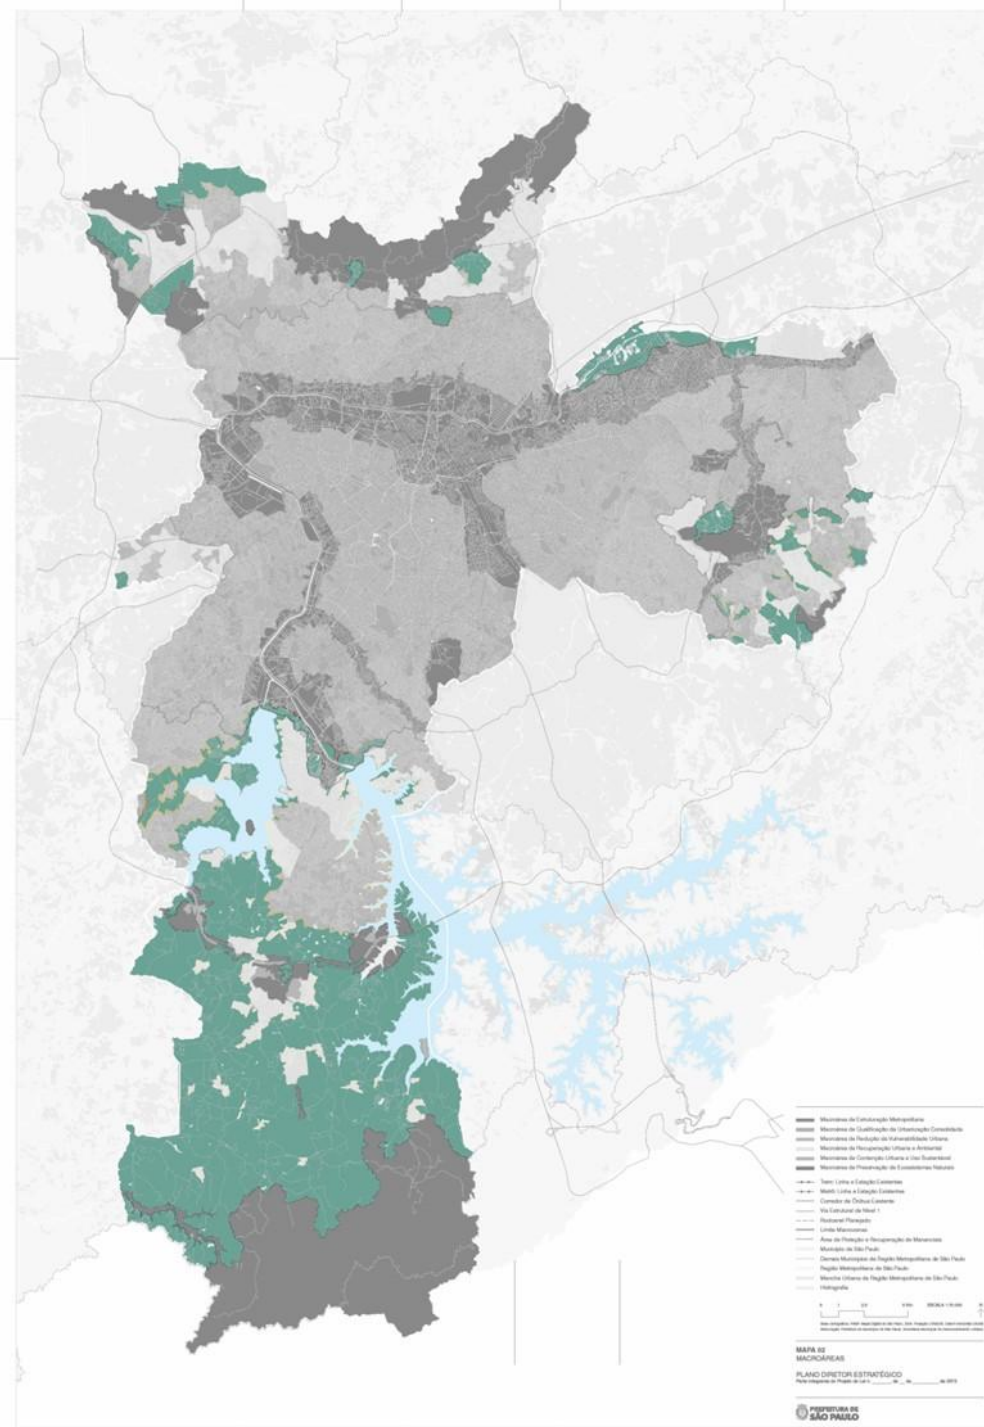 Macroárea de Estruturação Metropolitana
Macroárea de Qualificação da Urbanização Consolidada
Macroárea de Redução da Vulnerabilidade Urbana
Macroárea de Recuperação Urbana e Ambiental
Macroárea de Contenção Urbana e Uso Sustentável
Macroárea de Preservação de Ecossistemas Naturais
Trem: Linha e Estação Existentes
Metrô: Linha e Estação Existentes
Corredor de Ônibus Existente
Via Estrutural de Nível 1
Rodoanel Planejado
Limite Macrozonas
Área de Proteção e Recuperação de Mananciais
Município de São Paulo
Demais Municípios da Região Metropolitana de São Paulo
Região Metropolitana de São Paulo
Mancha Urbana da Região Metropolitana de São Paulo
Hidrografia
MAPA 02
MACROÁREAS
PLANO DIRETOR ESTRATÉGICO
PREFEITURA DE
SÃO PAULO